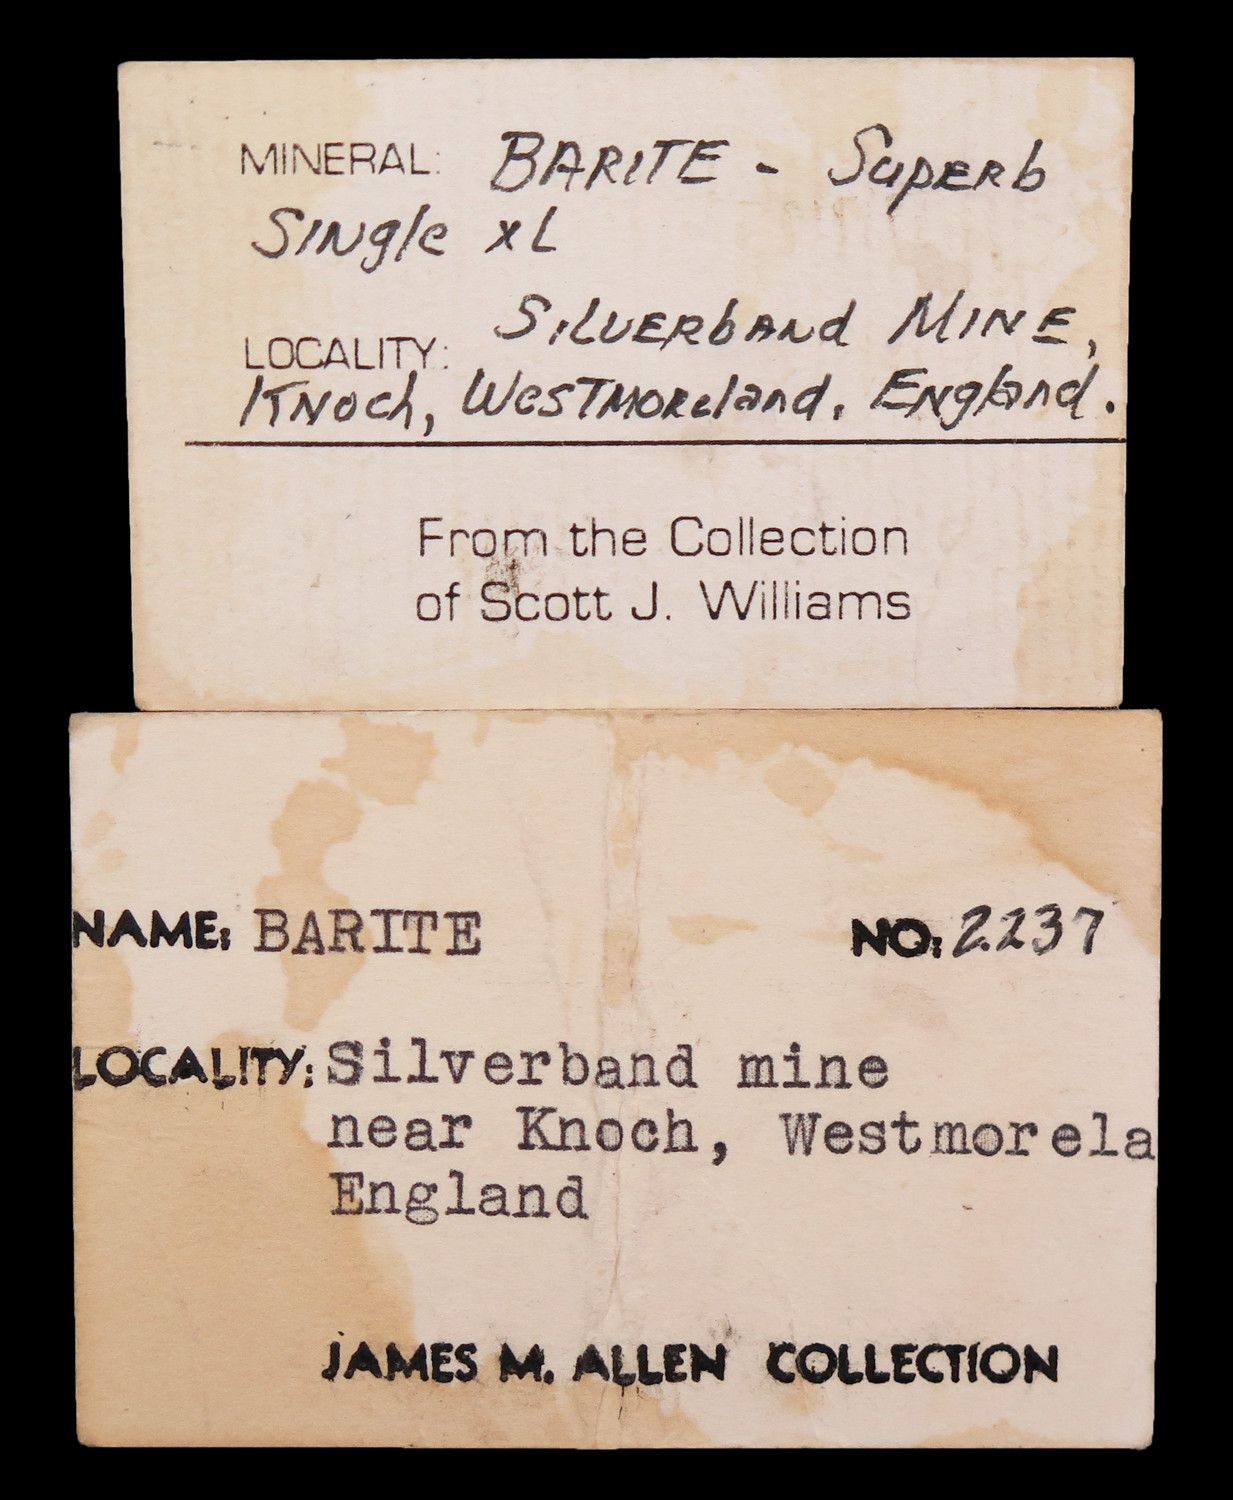 MINERAL: BARITE - Superb
Single xL
LOCALITY: Silverband Mine,
Knoch, Westmoreland, England.
From the Collection
of Scott J. Williams
NAME: BARITE NO: 2237
LOCALITY: Silverband mine
near Knoch, Westmorela
England
JAMES M. ALLEN COLLECTION